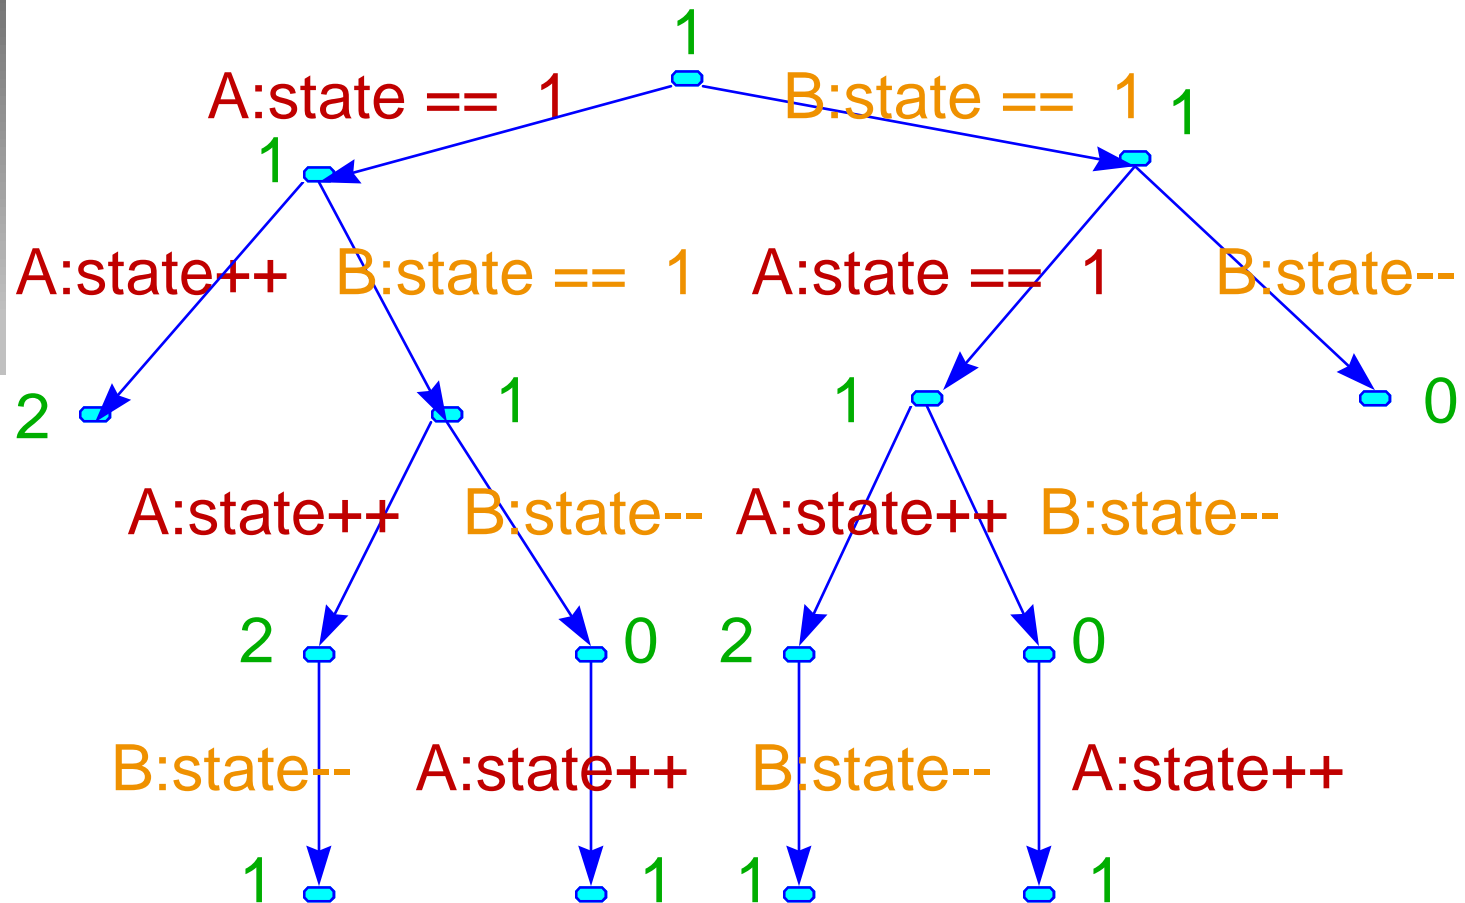 1
A:state == 1 B:state == 1 1
1
A:state++ B:state == 1 A:state == 1 B:state--
2 1 1 0
A:state++ B:state-- A:state++ B:state--
2 0 2 0
B:state-- A:state++ B:state-- A:state++
1 1 1 1